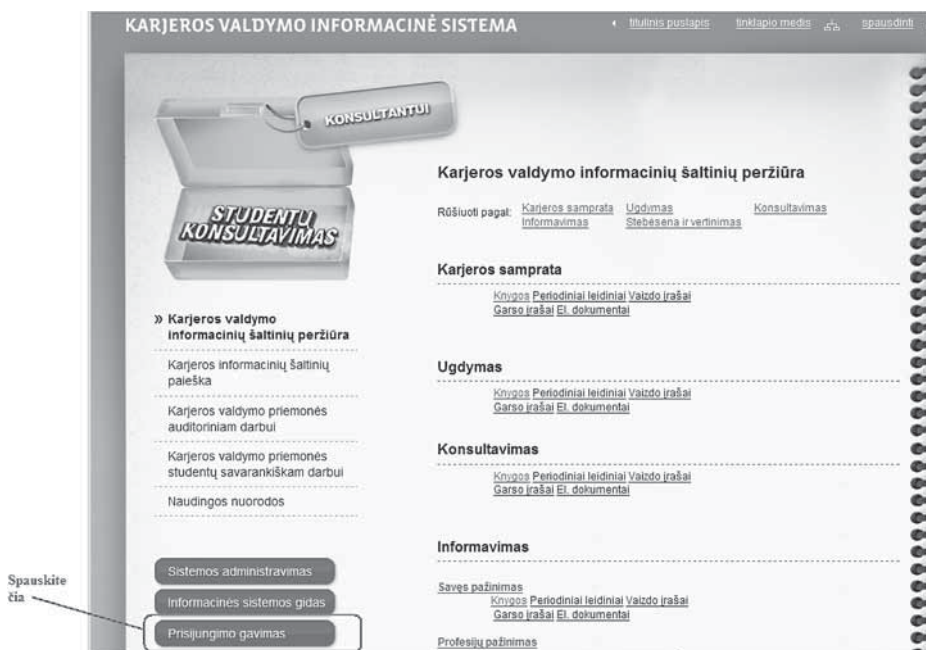 KARJEROS VALDYMO INFORMACINĖ SISTEMA
titulinis puslapis tinklapio medis spausdinti
KONSULTANTUI
STUDENTŲ
KONSULTAVIMAS
Karjeros valdymo informacinių šaltinių peržiūra
Rūšiuoti pagal: Karjeros samprata Ugdymas Konsultavimas
Informavimas Stebėsena ir vertinimas
Karjeros samprata
Knygos Periodiniai leidiniai Vaizdo įrašai
Garso įrašai El. dokumentai
Ugdymas
Knygos Periodiniai leidiniai Vaizdo įrašai
Garso įrašai El. dokumentai
Konsultavimas
Knygos Periodiniai leidiniai Vaizdo įrašai
Garso įrašai El. dokumentai
Informavimas
Savęs pažinimas
Knygos Periodiniai leidiniai Vaizdo įrašai
Garso įrašai El. dokumentai
Profesijų pažinimas
» Karjeros valdymo
informacinių šaltinių peržiūra
Karjeros informacinių šaltinių
paieška
Karjeros valdymo priemonės
auditoriniam darbui
Karjeros valdymo priemonės
studentų savarankiškam darbui
Naudingos nuorodos
Sistemos administravimas
Informacinės sistemos gidas
Prisijungimo gavimas
Spauskite
čia